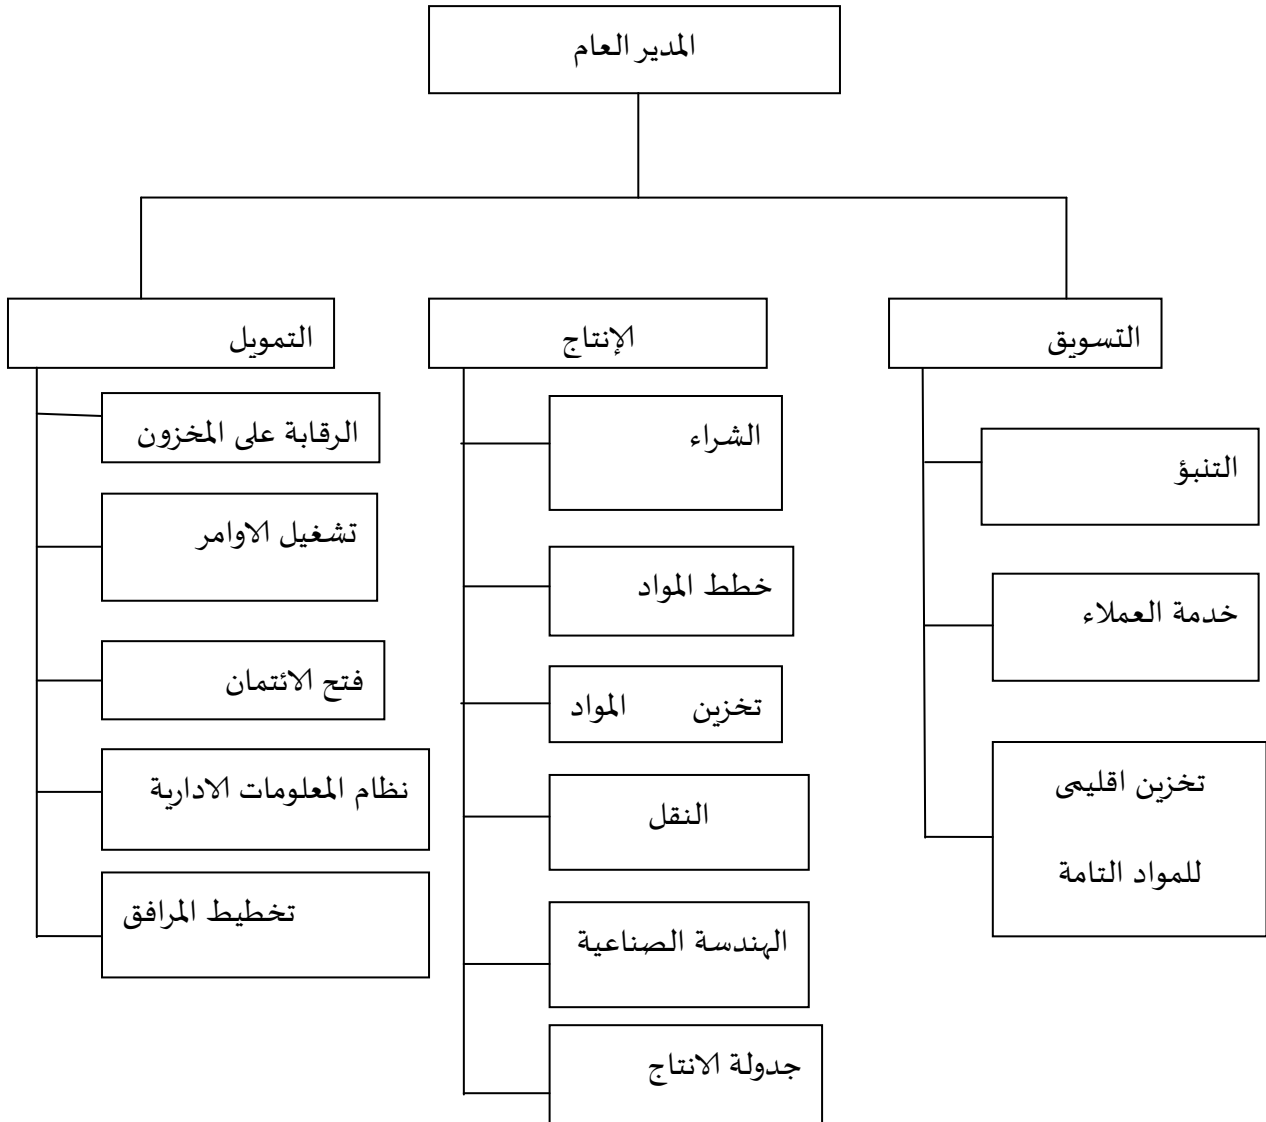 المدير العام
التسويق
التنبؤ
خدمة العملاء
تخزين اقليمى
للمواد التامة
الإنتاج
الشراء
خطط المواد
تخزين المواد
النقل
الهندسة الصناعية
جدولة الانتاج
التمويل
الرقابة على المخزون
تشغيل الاوامر
فتح الائتمان
نظام المعلومات الادارية
تخطيط المرافق